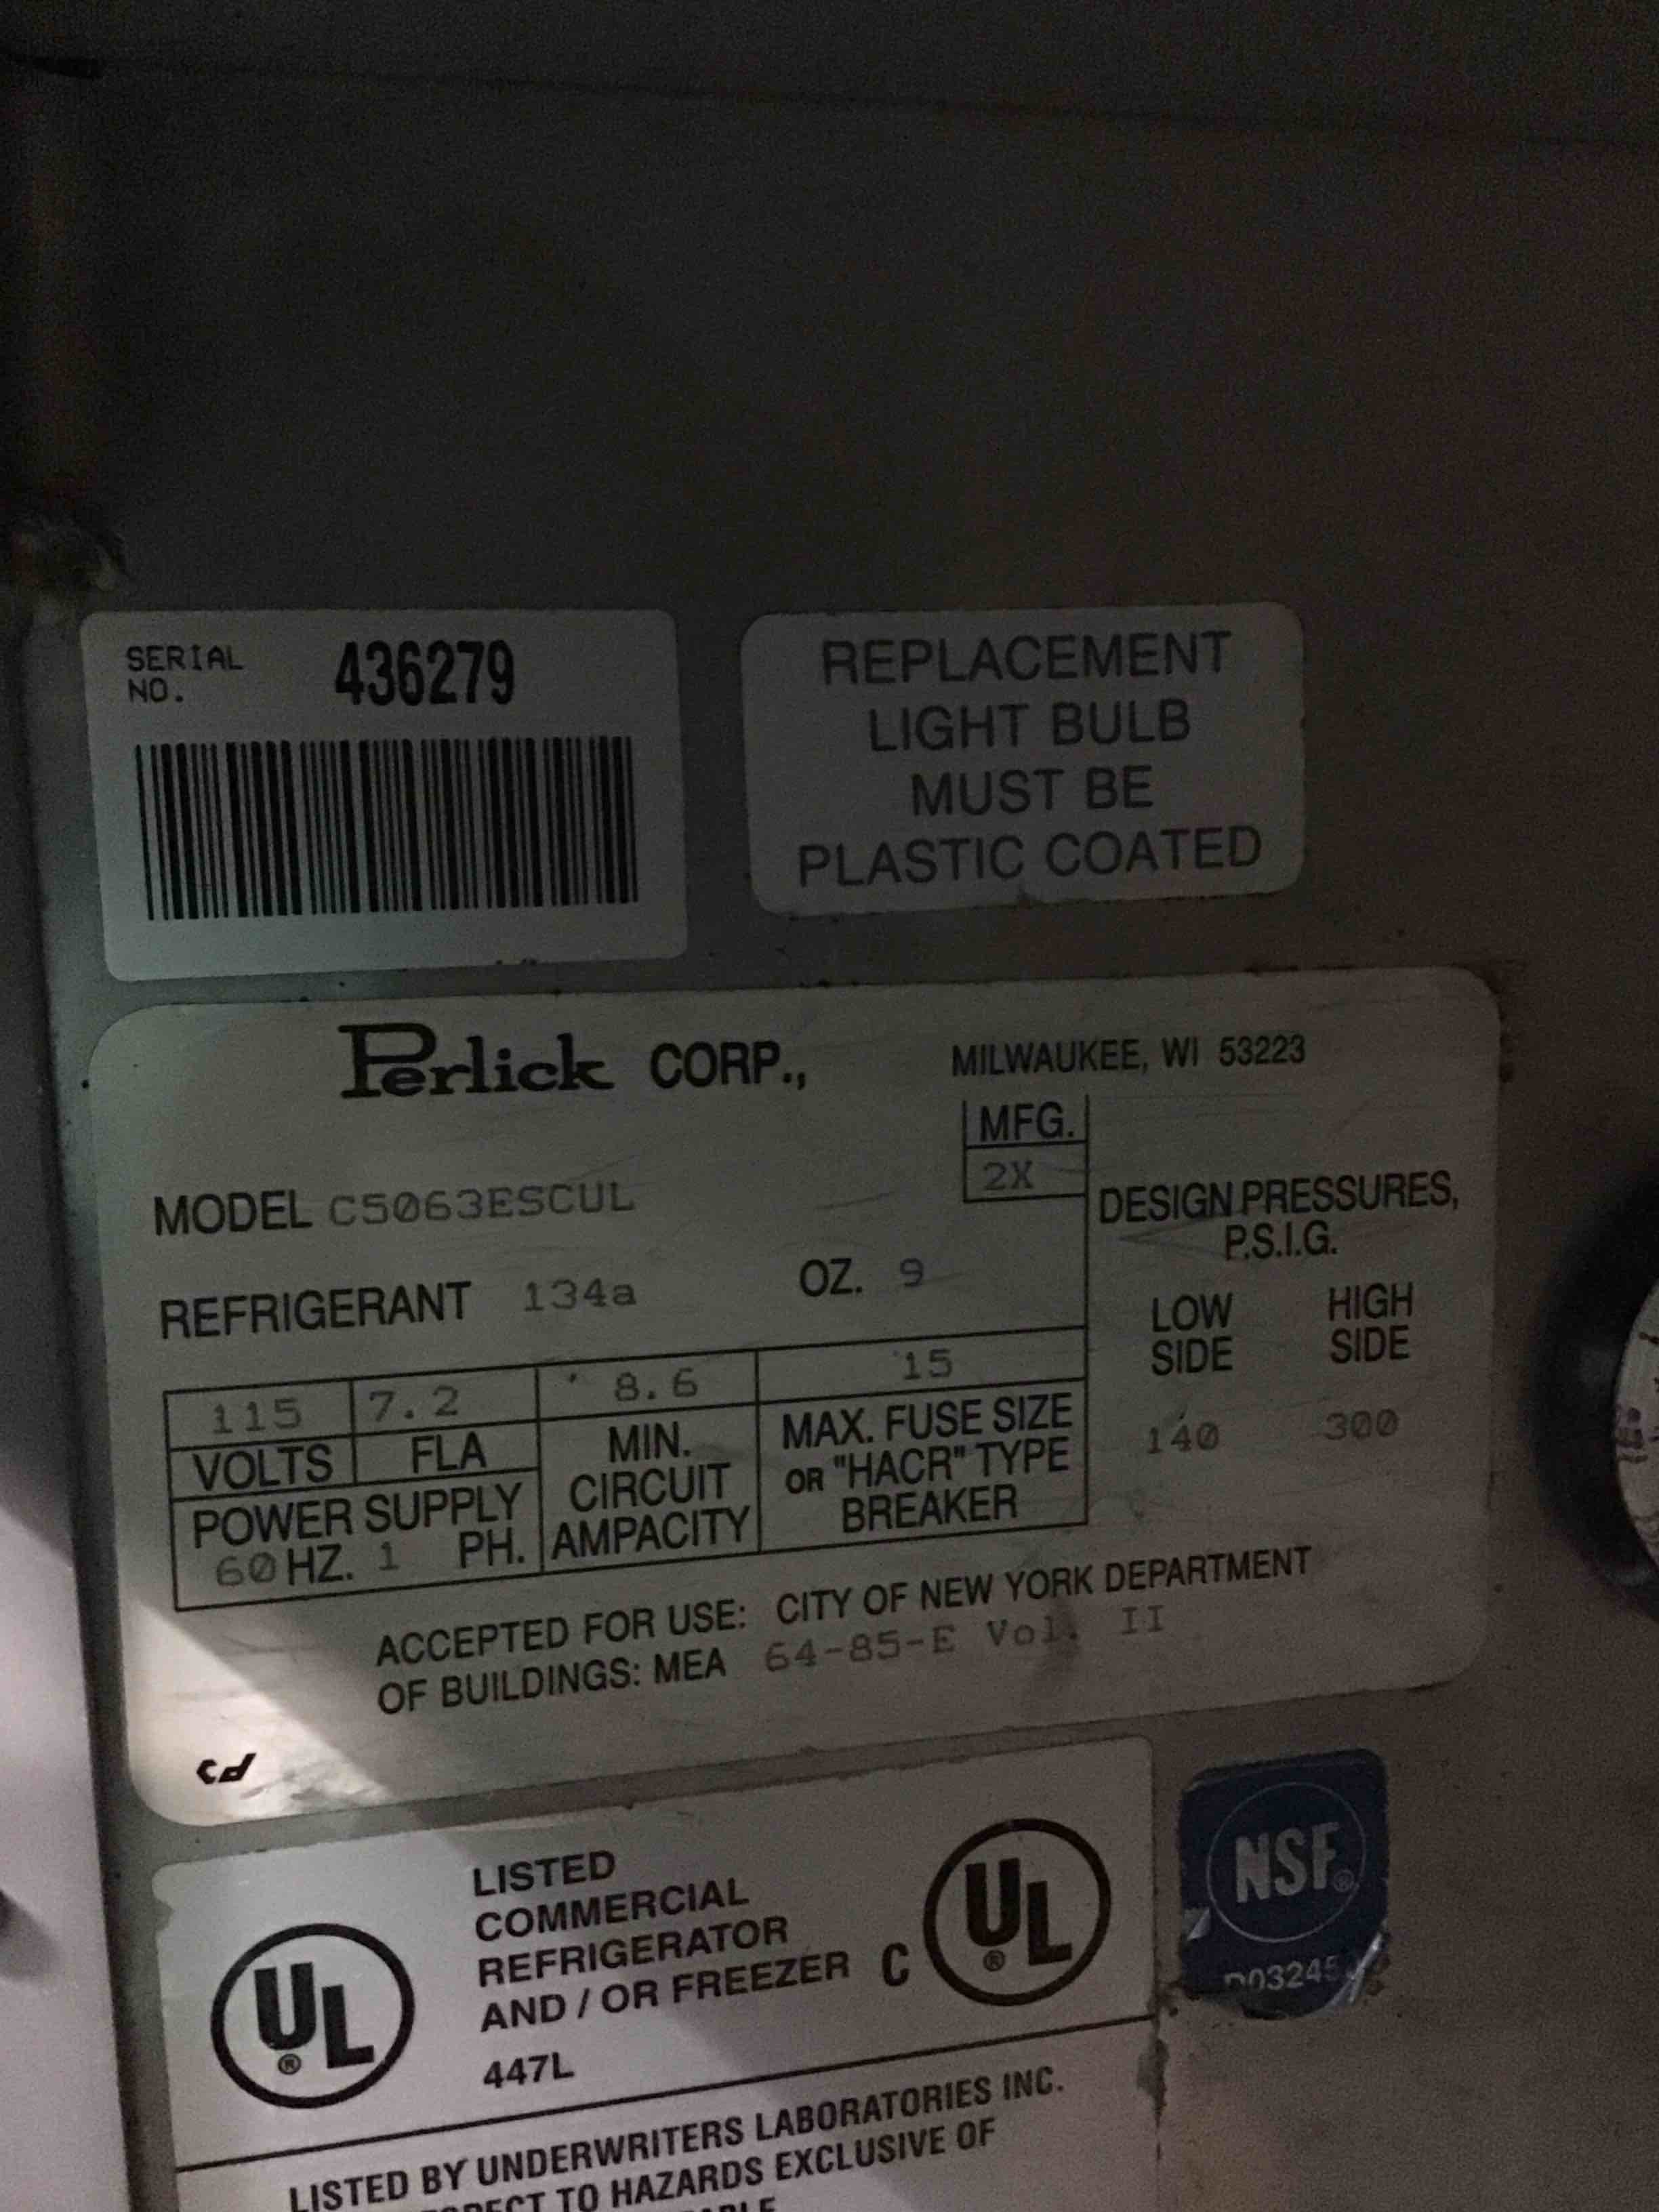 SERIAL NO. 436279
REPLACEMENT
LIGHT BULB
MUST BE
PLASTIC COATED
Perlick CORP., MILWAUKEE, WI 53223
MFG.
2X
MODEL C5063ESCUL
REFRIGERANT 134a OZ. 9
DESIGN PRESSURES,
P.S.I.G.
LOW SIDE HIGH SIDE
140 300
115 7.2 8.6 15
VOLTS FLA
MIN. CIRCUIT AMPACITY
MAX. FUSE SIZE
OR "HACR" TYPE
BREAKER
POWER SUPPLY
60 HZ. 1 PH.
ACCEPTED FOR USE: CITY OF NEW YORK DEPARTMENT
OF BUILDINGS: MEA 64-85-E Vol. II
cd
UL ®
LISTED
COMMERCIAL
REFRIGERATOR
AND / OR FREEZER
447L
C UL ®
NSF®
LISTED BY UNDERWRITERS LABORATORIES INC.
TO HAZARDS EXCLUSIVE OF